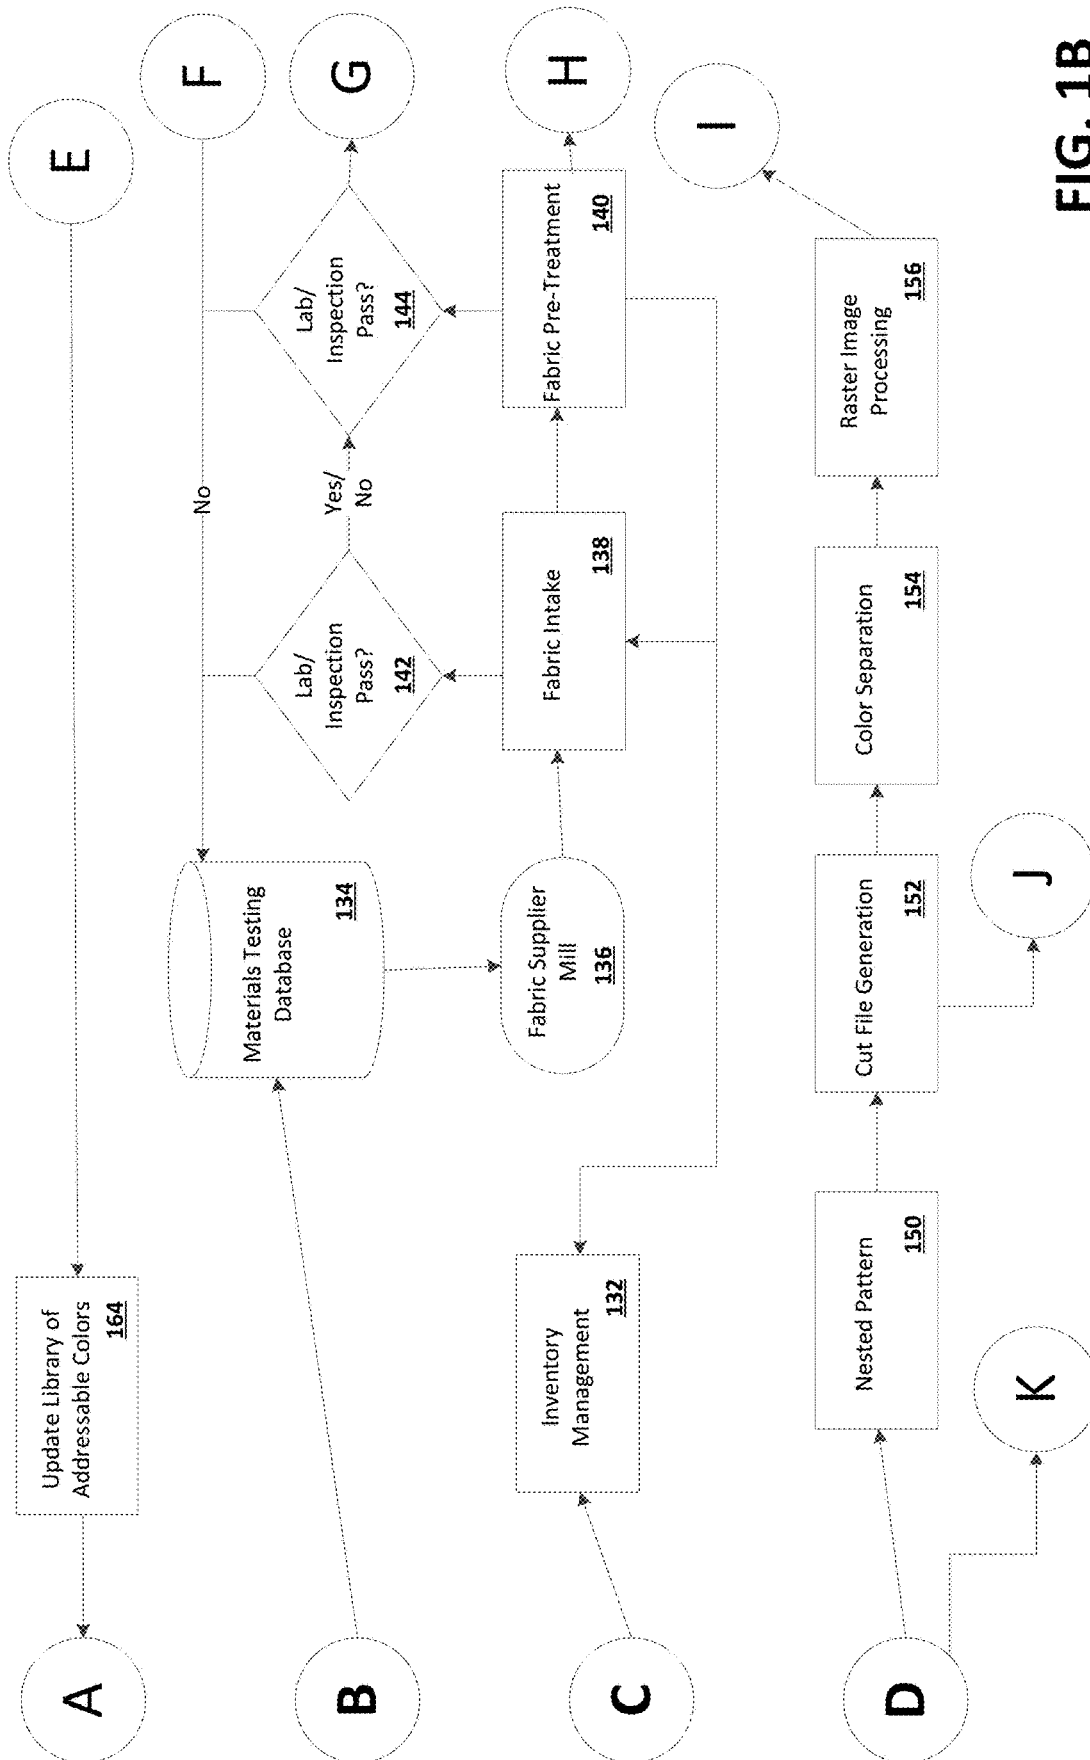 A
Update Library of
Addressable Colors
164
E
B
Materials Testing
Database
134
No
F
Lab/
Inspection
Pass?
142
Yes/
No
Lab/
Inspection
Pass?
144
G
C
Inventory
Management
132
Fabric Supplier
Mill
136
Fabric Intake
138
Fabric Pre-Treatment
140
H
D
Nested Pattern
150
Cut File Generation
152
Color Separation
154
Raster Image
Processing
156
I
K
J
FIG. 1B